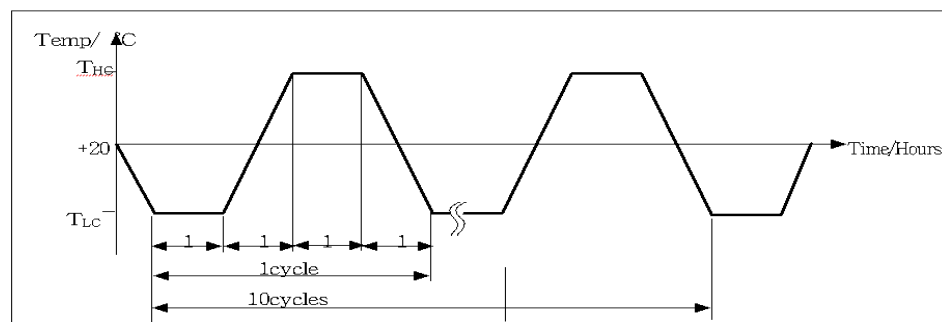 Temp/ °C
THC
+20
Time/Hours
TLC
1 1 1 1
1cycle
10cycles